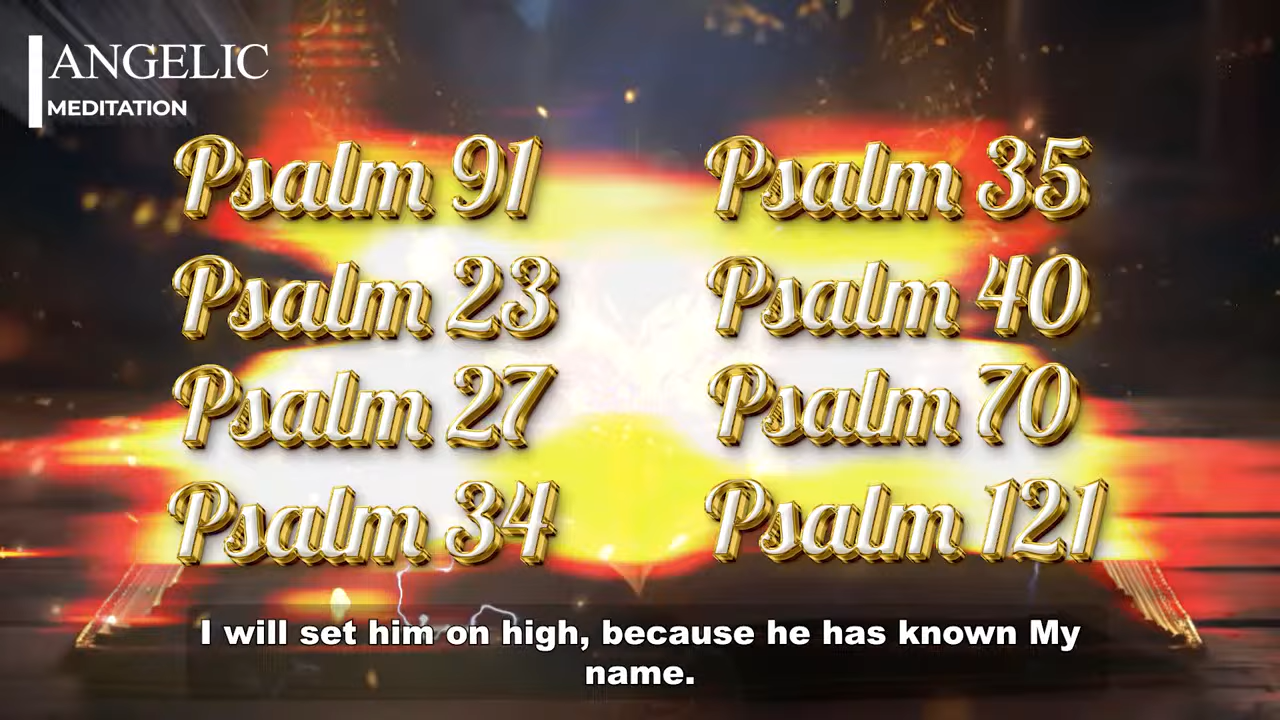 ANGELIC
MEDITATION
Psalm 91
Psalm 23
Psalm 27
Psalm 34
Psalm 35
Psalm 40
Psalm 70
Psalm 121
I will set him on high, because he has known My
name.